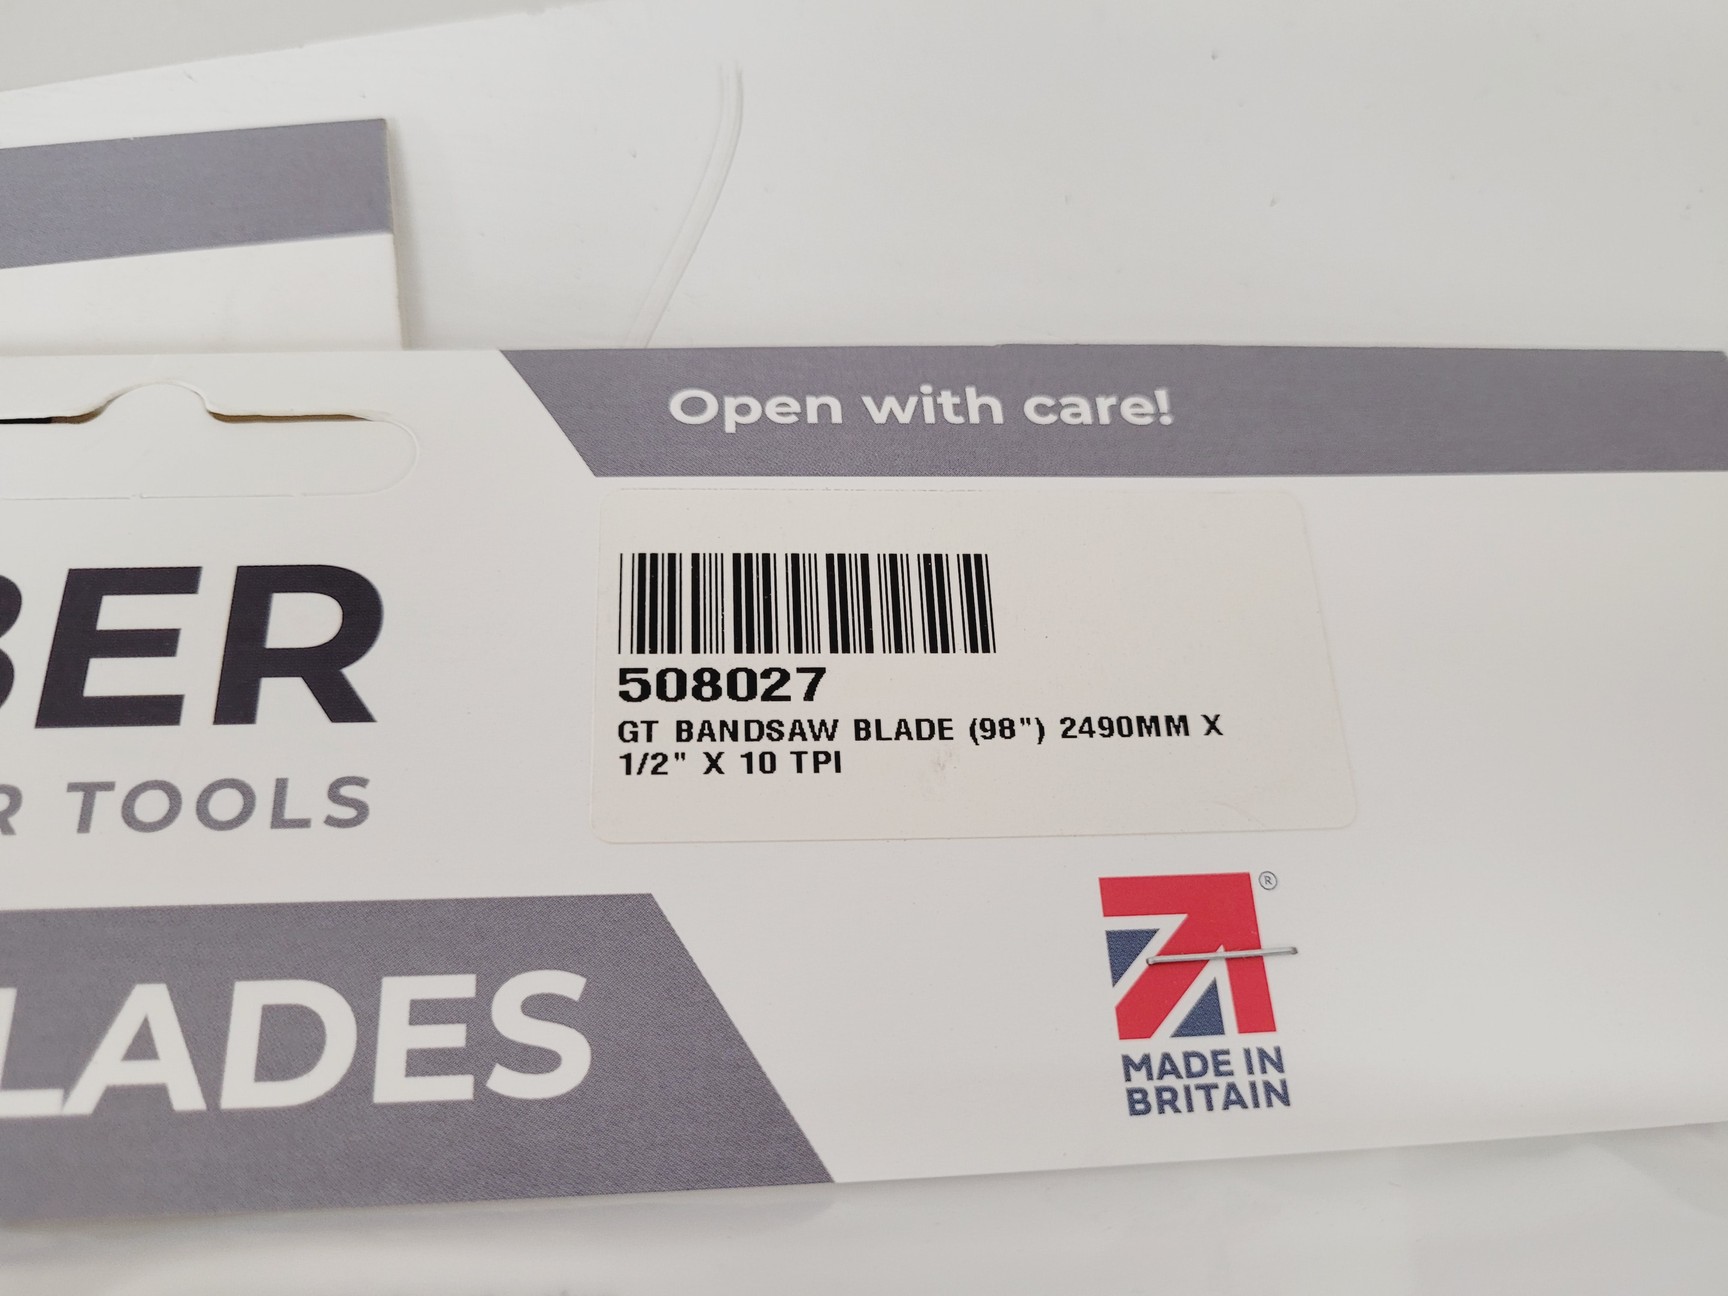 Open with care!
BER
508027
GT BANDSAW BLADE (98") 2490MM X
1/2" X 10 TPI
R TOOLS
®
LADES
MADE IN
BRITAIN